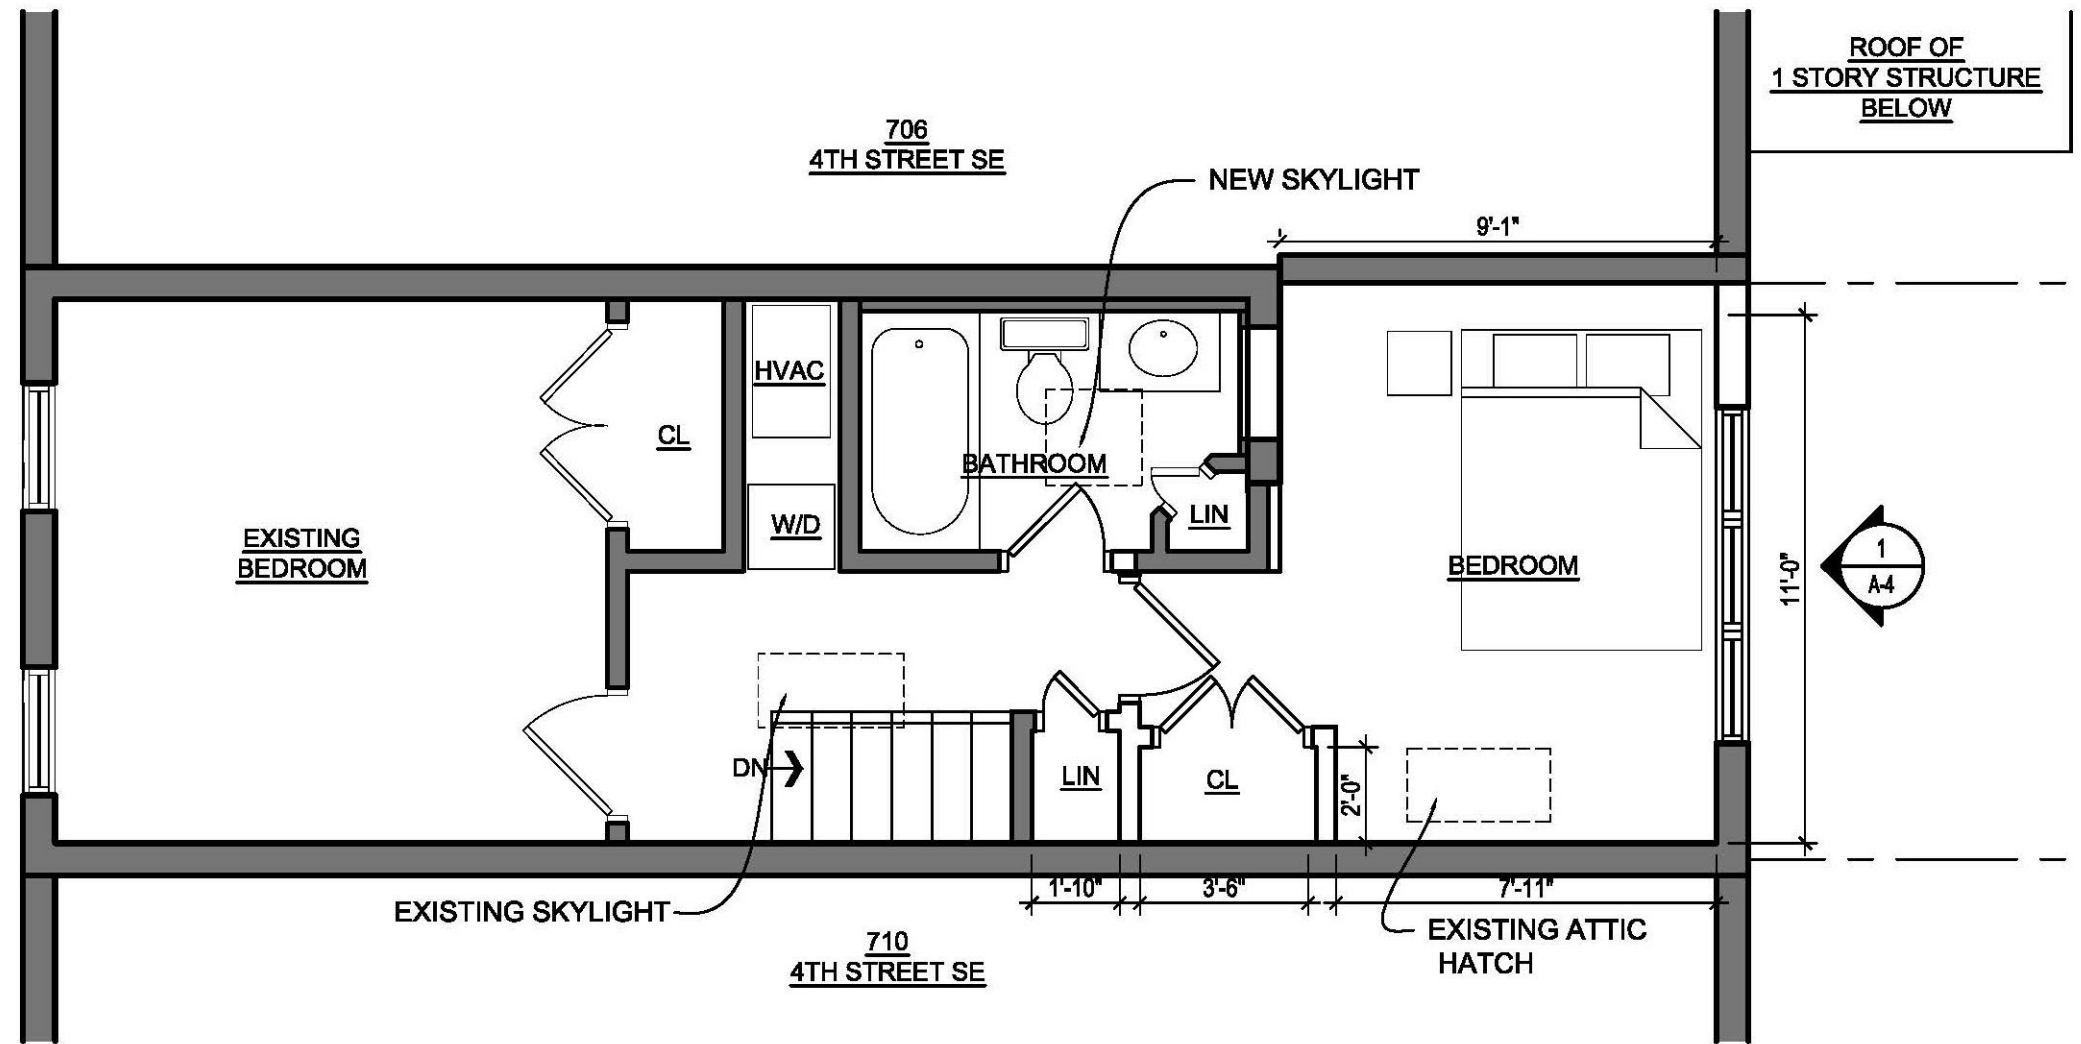 ROOF OF
1 STORY STRUCTURE
BELOW
706
4TH STREET SE
NEW SKYLIGHT
9'-1"
HVAC
CL
BATHROOM
W/D
LIN
EXISTING
BEDROOM
BEDROOM
11'-0"
1
A-4
DN
LIN
CL
2'-0"
1'-10"
3'-6"
7'-11"
EXISTING SKYLIGHT
EXISTING ATTIC
HATCH
710
4TH STREET SE